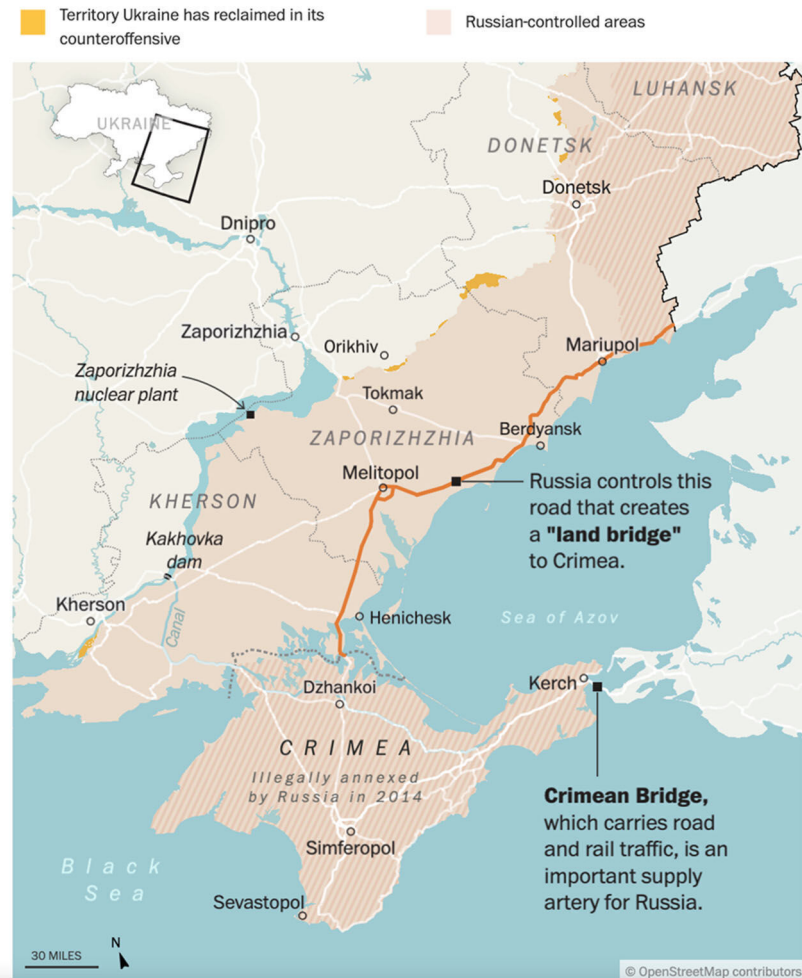 Territory Ukraine has reclaimed in its
counteroffensive
Russian-controlled areas
UKRAINE
LUHANSK
DONETSK
Donetsk
Dnipro
Zaporizhzhia
Orikhiv
Mariupol
Zaporizhzhia
nuclear plant
Tokmak
ZAPORIZHZHIA
Berdyansk
Melitopol
Russia controls this
road that creates
a "land bridge"
to Crimea.
KHERSON
Kakhovka
dam
Kherson
Canal
Henichesk
Sea of Azov
Dzhankoi
Kerch
CRIMEA
Illegally annexed
by Russia in 2014
Crimean Bridge,
which carries road
and rail traffic, is an
important supply
artery for Russia.
Simferopol
Black
Sea
Sevastopol
30 MILES
N
© OpenStreetMap contributors